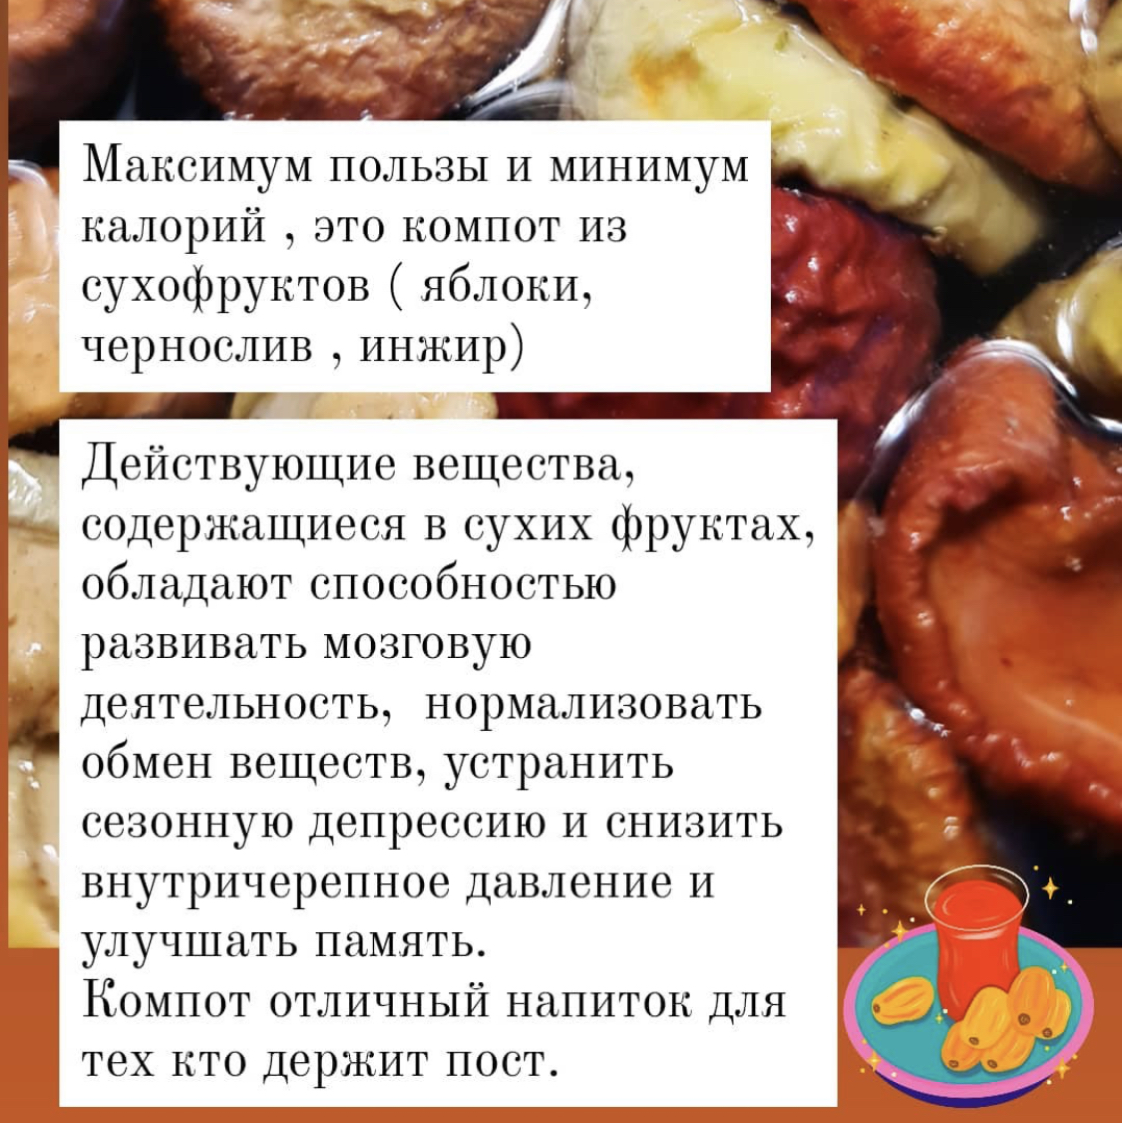 Максимум пользы и минимум
калорий , это компот из
сухофруктов ( яблоки,
чернослив , инжир)
Действующие вещества,
содержащиеся в сухих фруктах,
обладают способностью
развивать мозговую
деятельность,  нормализовать
обмен веществ, устранить
сезонную депрессию и снизить
внутричерепное давление и
улучшать память.
Компот отличный напиток для
тех кто держит пост.